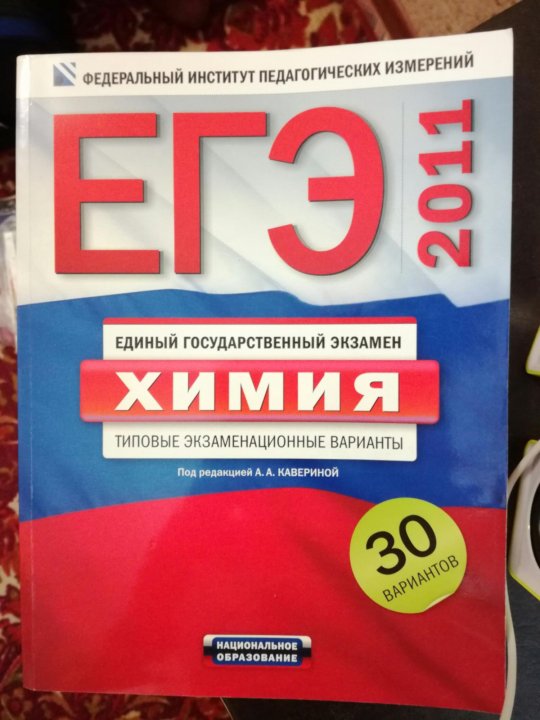 ФЕДЕРАЛЬНЫЙ ИНСТИТУТ ПЕДАГОГИЧЕСКИХ ИЗМЕРЕНИЙ
ЕГЭ
2011
ЕДИНЫЙ ГОСУДАРСТВЕННЫЙ ЭКЗАМЕН
ХИМИЯ
ТИПОВЫЕ ЭКЗАМЕНАЦИОННЫЕ ВАРИАНТЫ
Под редакцией А. А. КАВЕРИНОЙ
30
ВАРИАНТОВ
НАЦИОНАЛЬНОЕ
ОБРАЗОВАНИЕ